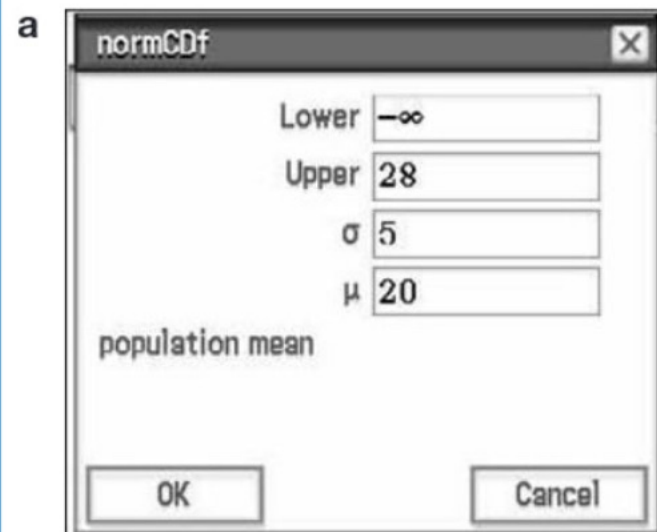 a
normCDf
Lower -∞
Upper 28
σ 5
μ 20
population mean
OK Cancel